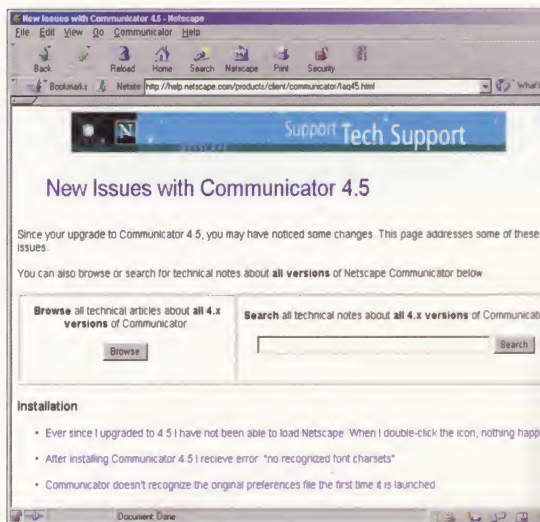 New Issues with Communicator 4.5 - Netscape
File Edit View Go Communicator Help
Back Reload Home Search Netscape Print Security
Bookmarks Netsite http://help.netscape.com/products/client/communicator/faq45.html What's
N Support Tech Support
New Issues with Communicator 4.5
Since your upgrade to Communicator 4.5, you may have noticed some changes. This page addresses some of these
issues.
You can also browse or search for technical notes about all versions of Netscape Communicator below
Browse all technical articles about all 4.x
versions of Communicator
Browse
Search all technical notes about all 4.x versions of Communicat
Search
Installation
• Ever since I upgraded to 4.5 I have not been able to load Netscape. When I double-click the icon, nothing happ
• After installing Communicator 4.5 I recieve error "no recognized font charsets"
• Communicator doesn't recognize the original preferences file the first time it is launched
Document: Done